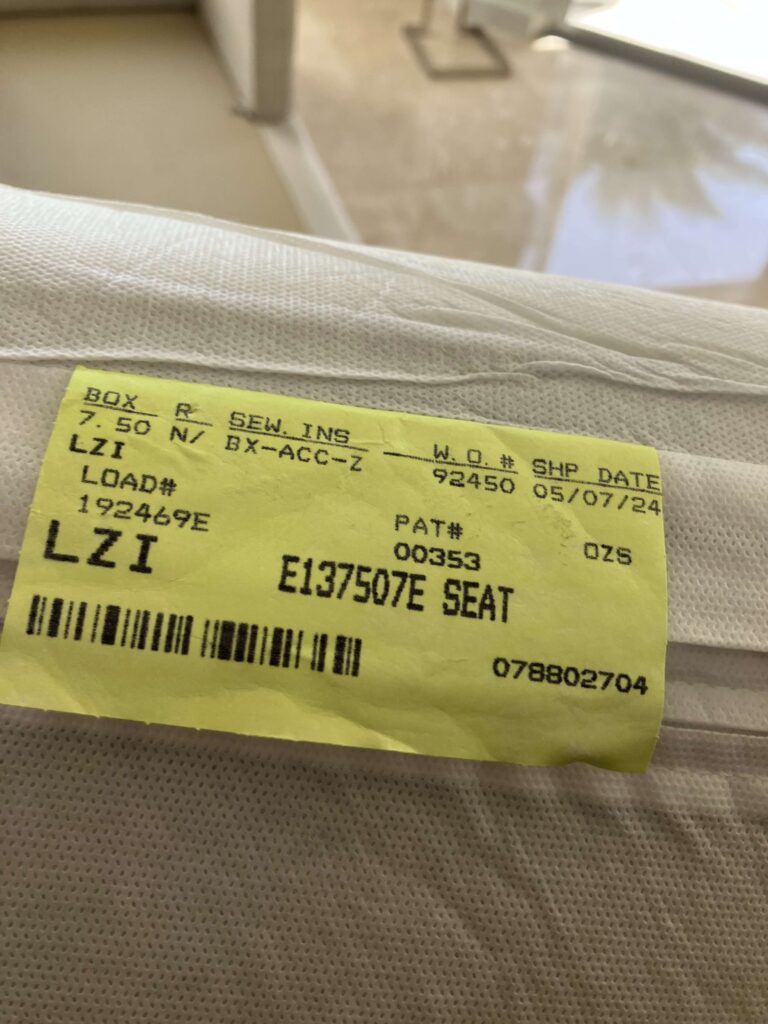 BOX R SEW. INS W.O.# SHP DATE
7.50 N/ BX-ACC-Z 92450 05/07/24
LZI
LOAD#
192469E PAT#
00353 OZS
LZI E137507E SEAT
078802704